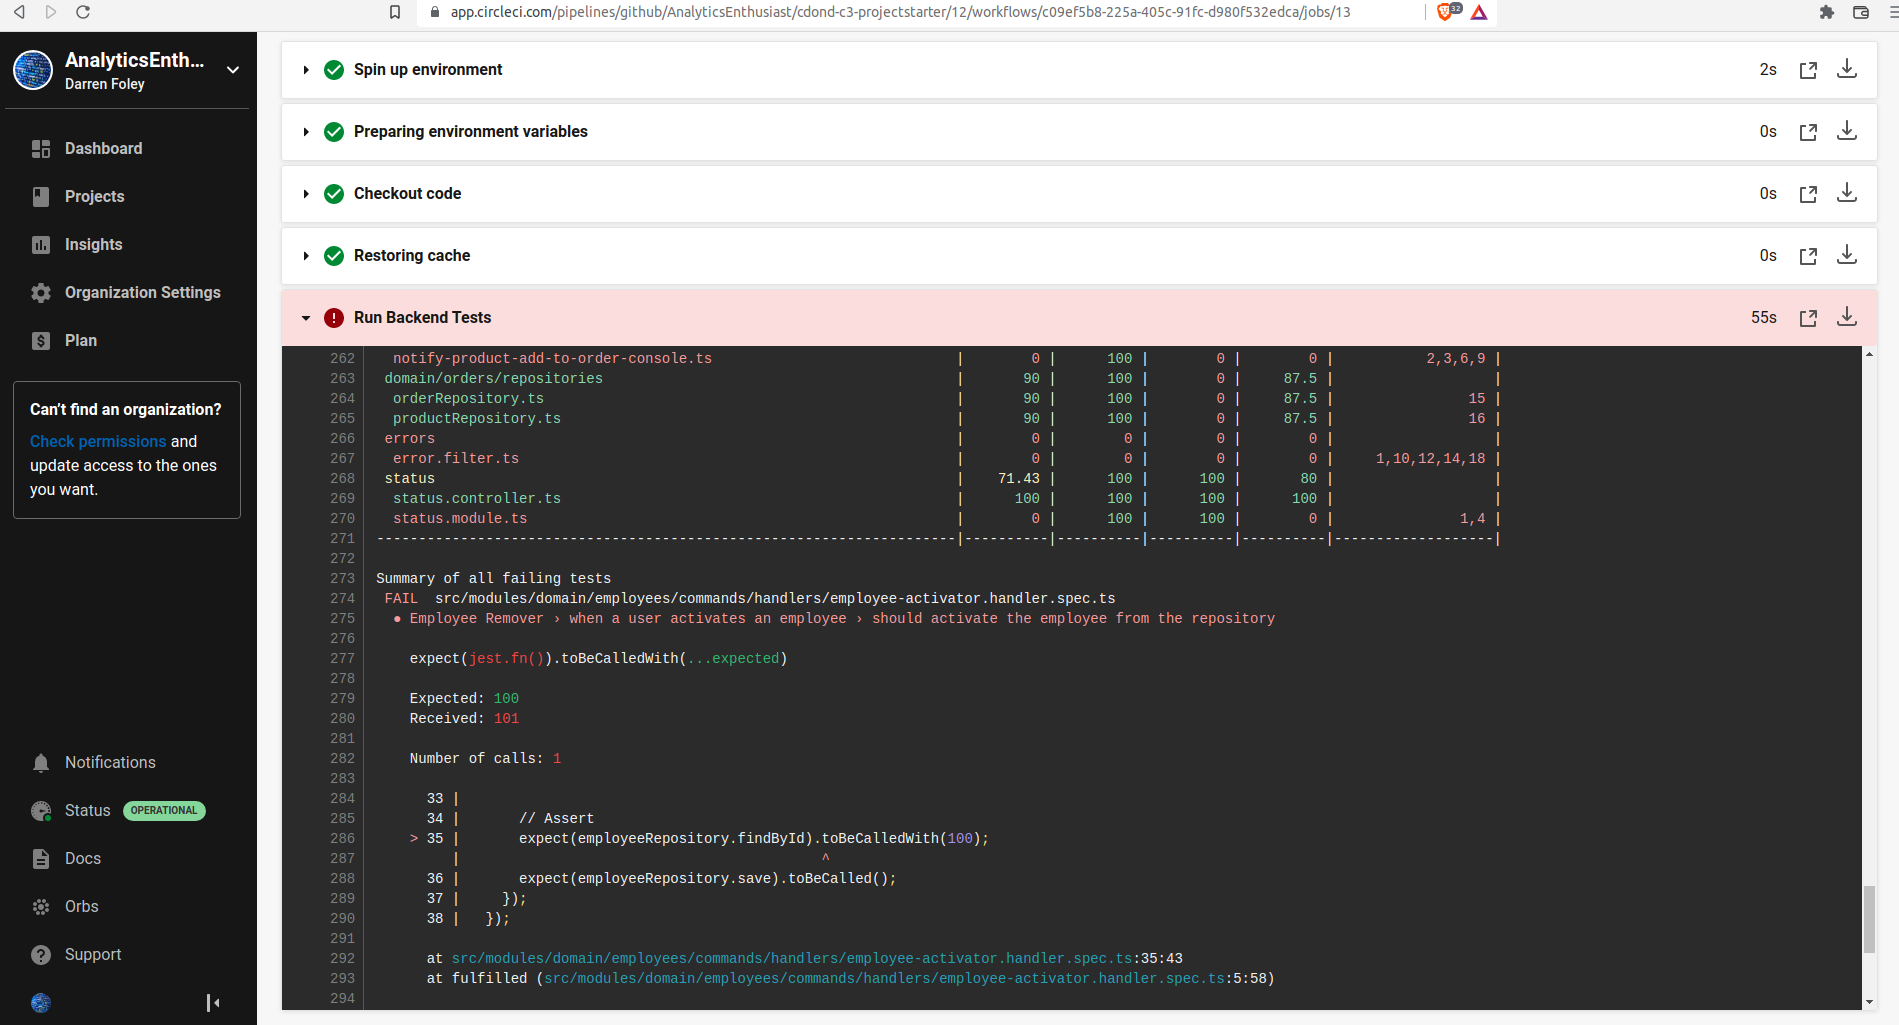 app.circleci.com/pipelines/github/AnalyticsEnthusiast/cdond-c3-projectstarter/12/workflows/c09ef5b8-225a-405c-91fc-d980f532edca/jobs/13
32
AnalyticsEnth...
Darren Foley
Dashboard
Projects
Insights
Organization Settings
Plan
Can't find an organization?
Check permissions and
update access to the ones
you want.
Notifications
Status OPERATIONAL
Docs
Orbs
Support
Spin up environment 2s
Preparing environment variables 0s
Checkout code 0s
Restoring cache 0s
Run Backend Tests 55s
262 notify-product-add-to-order-console.ts | 0 | 100 | 0 | 0 | 2,3,6,9 |
263 domain/orders/repositories | 90 | 100 | 0 | 87.5 | |
264 orderRepository.ts | 90 | 100 | 0 | 87.5 | 15 |
265 productRepository.ts | 90 | 100 | 0 | 87.5 | 16 |
266 errors | 0 | 0 | 0 | 0 | |
267 error.filter.ts | 0 | 0 | 0 | 0 | 1,10,12,14,18 |
268 status | 71.43 | 100 | 100 | 80 | |
269 status.controller.ts | 100 | 100 | 100 | 100 | |
270 status.module.ts | 0 | 100 | 100 | 0 | 1,4 |
271 ---------------------------------------------------------------------|----------|----------|----------|----------|-------------------|
272
273 Summary of all failing tests
274 FAIL src/modules/domain/employees/commands/handlers/employee-activator.handler.spec.ts
275 ● Employee Remover › when a user activates an employee › should activate the employee from the repository
276
277 expect(jest.fn()).toBeCalledWith(...expected)
278
279 Expected: 100
280 Received: 101
281
282 Number of calls: 1
283
284 33 |
285 34 | // Assert
286 > 35 | expect(employeeRepository.findById).toBeCalledWith(100);
287 | ^
288 36 | expect(employeeRepository.save).toBeCalled();
289 37 | });
290 38 | });
291
292 at src/modules/domain/employees/commands/handlers/employee-activator.handler.spec.ts:35:43
293 at fulfilled (src/modules/domain/employees/commands/handlers/employee-activator.handler.spec.ts:5:58)
294